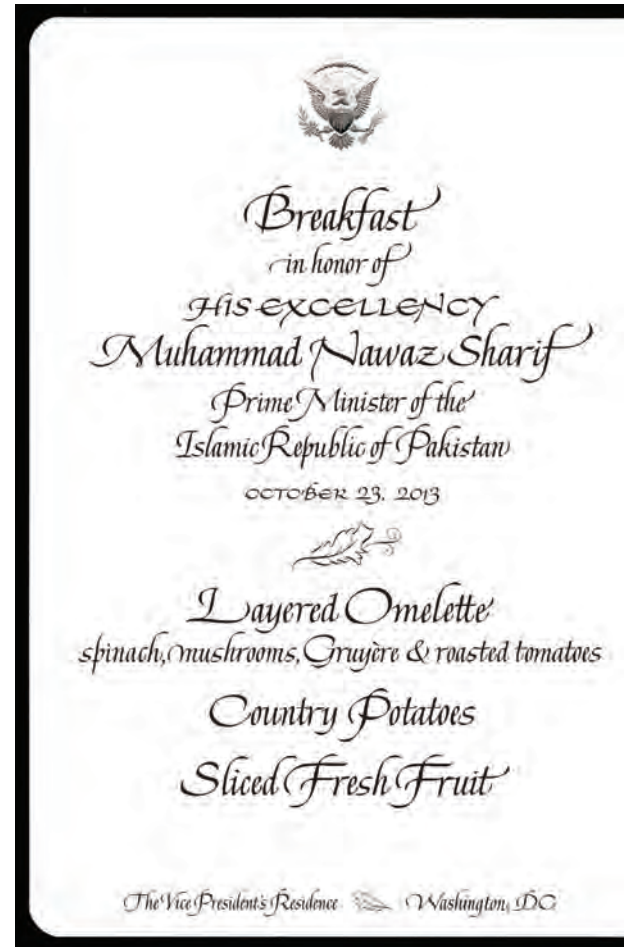 Breakfast
in honor of
HIS EXCELLENCY
Muhammad Nawaz Sharif
Prime Minister of the
Islamic Republic of Pakistan
OCTOBER 23, 2013
Layered Omelette
spinach, mushrooms, Gruyère & roasted tomatoes
Country Potatoes
Sliced Fresh Fruit
The Vice President's Residence Washington, DC